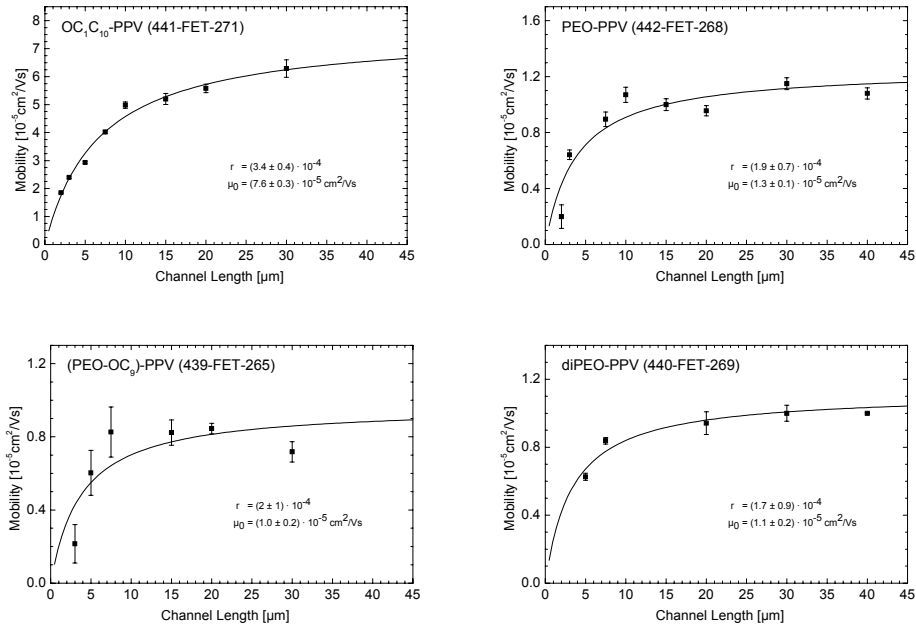 OC₁C₁₀-PPV (441-FET-271)
Mobility [10⁻⁵cm²/Vs]
8
7
6
5
4
3
2
1
0
r = (3.4 ± 0.4) · 10⁻⁴
μ₀ = (7.6 ± 0.3) · 10⁻⁵ cm²/Vs
0 5 10 15 20 25 30 35 40 45
Channel Length [µm]
PEO-PPV (442-FET-268)
Mobility [10⁻⁵cm²/Vs]
1.6
1.2
0.8
0.4
0.0
r = (1.9 ± 0.7) · 10⁻⁴
μ₀ = (1.3 ± 0.1) · 10⁻⁵ cm²/Vs
0 5 10 15 20 25 30 35 40 45
Channel Length [µm]
(PEO-OC₉)-PPV (439-FET-265)
Mobility [10⁻⁵cm²/Vs]
1.2
0.8
0.4
0.0
r = (2 ± 1) · 10⁻⁴
μ₀ = (1.0 ± 0.2) · 10⁻⁵ cm²/Vs
0 5 10 15 20 25 30 35 40 45
Channel Length [µm]
diPEO-PPV (440-FET-269)
Mobility [10⁻⁵cm²/Vs]
1.2
0.8
0.4
0.0
r = (1.7 ± 0.9) · 10⁻⁴
μ₀ = (1.1 ± 0.2) · 10⁻⁵ cm²/Vs
0 5 10 15 20 25 30 35 40 45
Channel Length [µm]